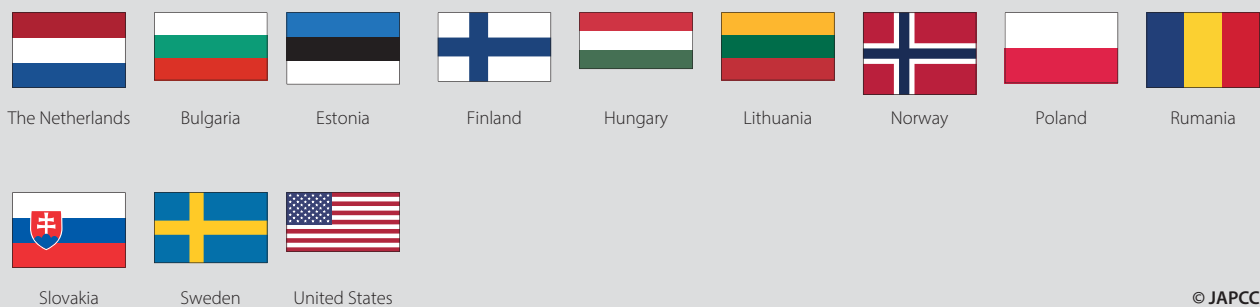 The Netherlands Bulgaria Estonia Finland Hungary Lithuania Norway Poland Rumania
Slovakia Sweden United States
© JAPCC